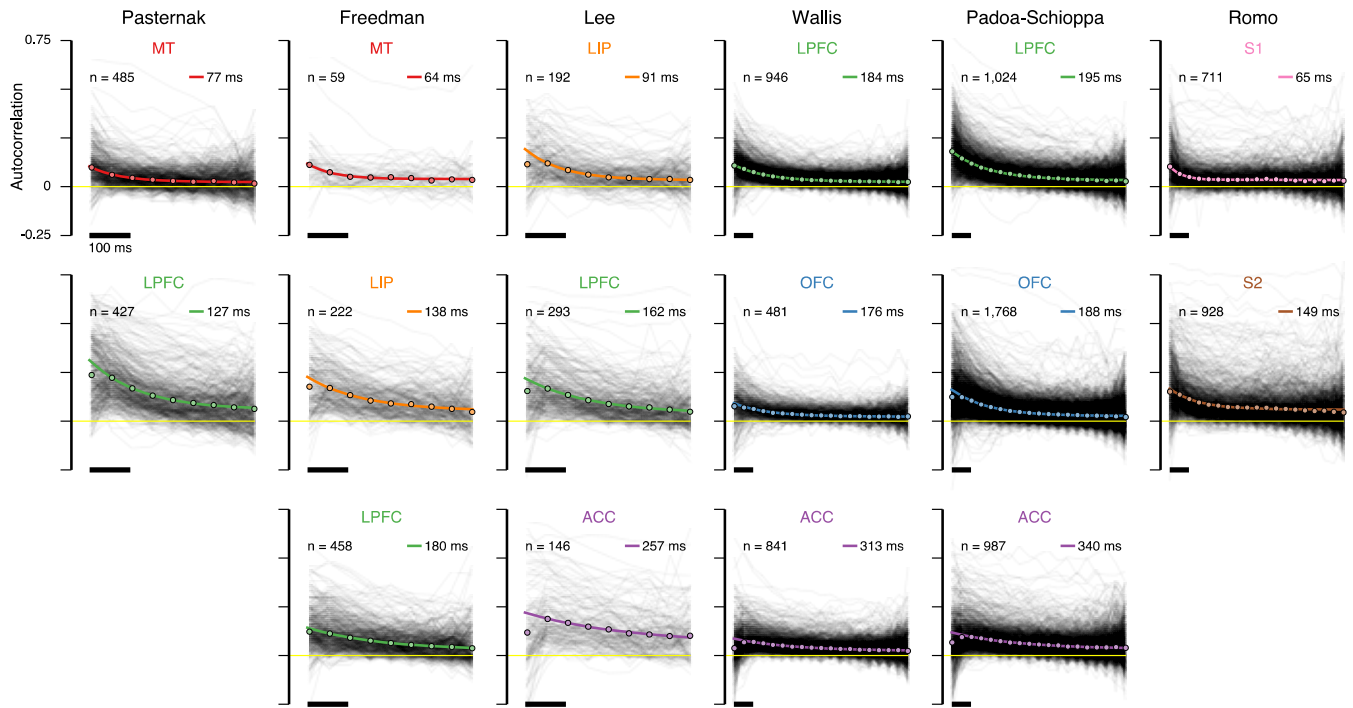 Pasternak Freedman Lee Wallis Padoa-Schioppa Romo
0.75 MT MT LIP LPFC LPFC S1
n = 485 77 ms n = 59 64 ms n = 192 91 ms n = 946 184 ms n = 1,024 195 ms n = 711 65 ms
Autocorrelation
0
-0.25
100 ms
LPFC LIP LPFC OFC OFC S2
n = 427 127 ms n = 222 138 ms n = 293 162 ms n = 481 176 ms n = 1,768 188 ms n = 928 149 ms
LPFC ACC ACC ACC
n = 458 180 ms n = 146 257 ms n = 841 313 ms n = 987 340 ms